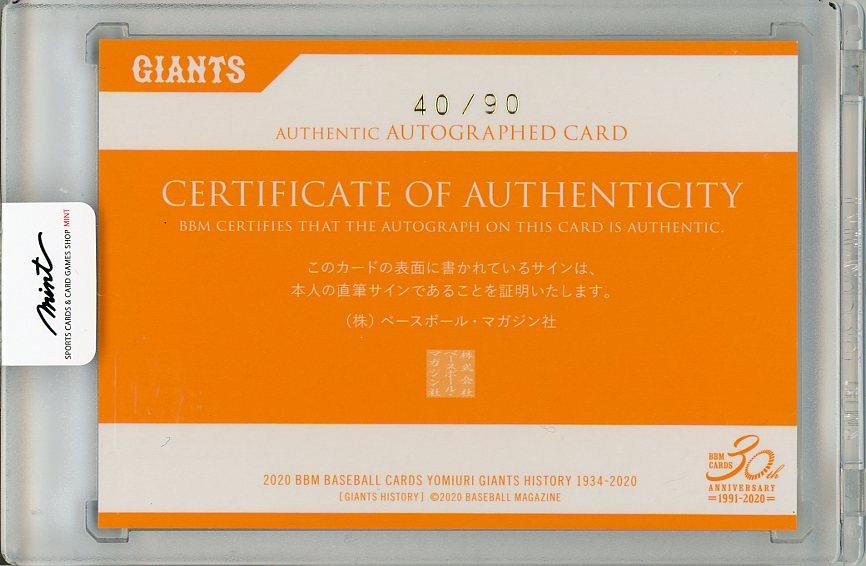 GIANTS
40/90
AUTHENTIC AUTOGRAPHED CARD
CERTIFICATE OF AUTHENTICITY
BBM CERTIFIES THAT THE AUTOGRAPH ON THIS CARD IS AUTHENTIC.
このカードの表面に書かれているサインは、
本人の直筆サインであることを証明いたします。
(株)ベースボール・マガジン社
株式会社
ベースボール・
マガジン社
mint
SPORTS CARDS & CARD GAMES SHOP MINT
2020 BBM BASEBALL CARDS YOMIURI GIANTS HISTORY 1934-2020
[GIANTS HISTORY] ©2020 BASEBALL MAGAZINE
BBM
CARDS
30th
ANNIVERSARY
=1991-2020=